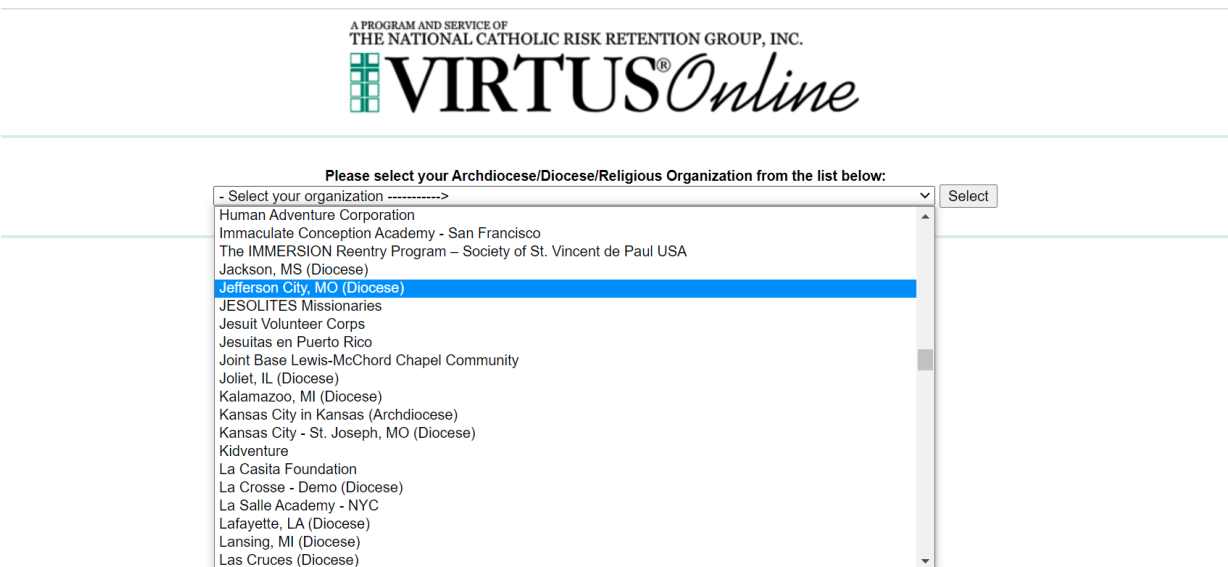 A PROGRAM AND SERVICE OF
THE NATIONAL CATHOLIC RISK RETENTION GROUP, INC.
VIRTUS® Online
Please select your Archdiocese/Diocese/Religious Organization from the list below:
- Select your organization -----------> Select
Human Adventure Corporation
Immaculate Conception Academy - San Francisco
The IMMERSION Reentry Program – Society of St. Vincent de Paul USA
Jackson, MS (Diocese)
Jefferson City, MO (Diocese)
JESOLITES Missionaries
Jesuit Volunteer Corps
Jesuitas en Puerto Rico
Joint Base Lewis-McChord Chapel Community
Joliet, IL (Diocese)
Kalamazoo, MI (Diocese)
Kansas City in Kansas (Archdiocese)
Kansas City - St. Joseph, MO (Diocese)
Kidventure
La Casita Foundation
La Crosse - Demo (Diocese)
La Salle Academy - NYC
Lafayette, LA (Diocese)
Lansing, MI (Diocese)
Las Cruces (Diocese)